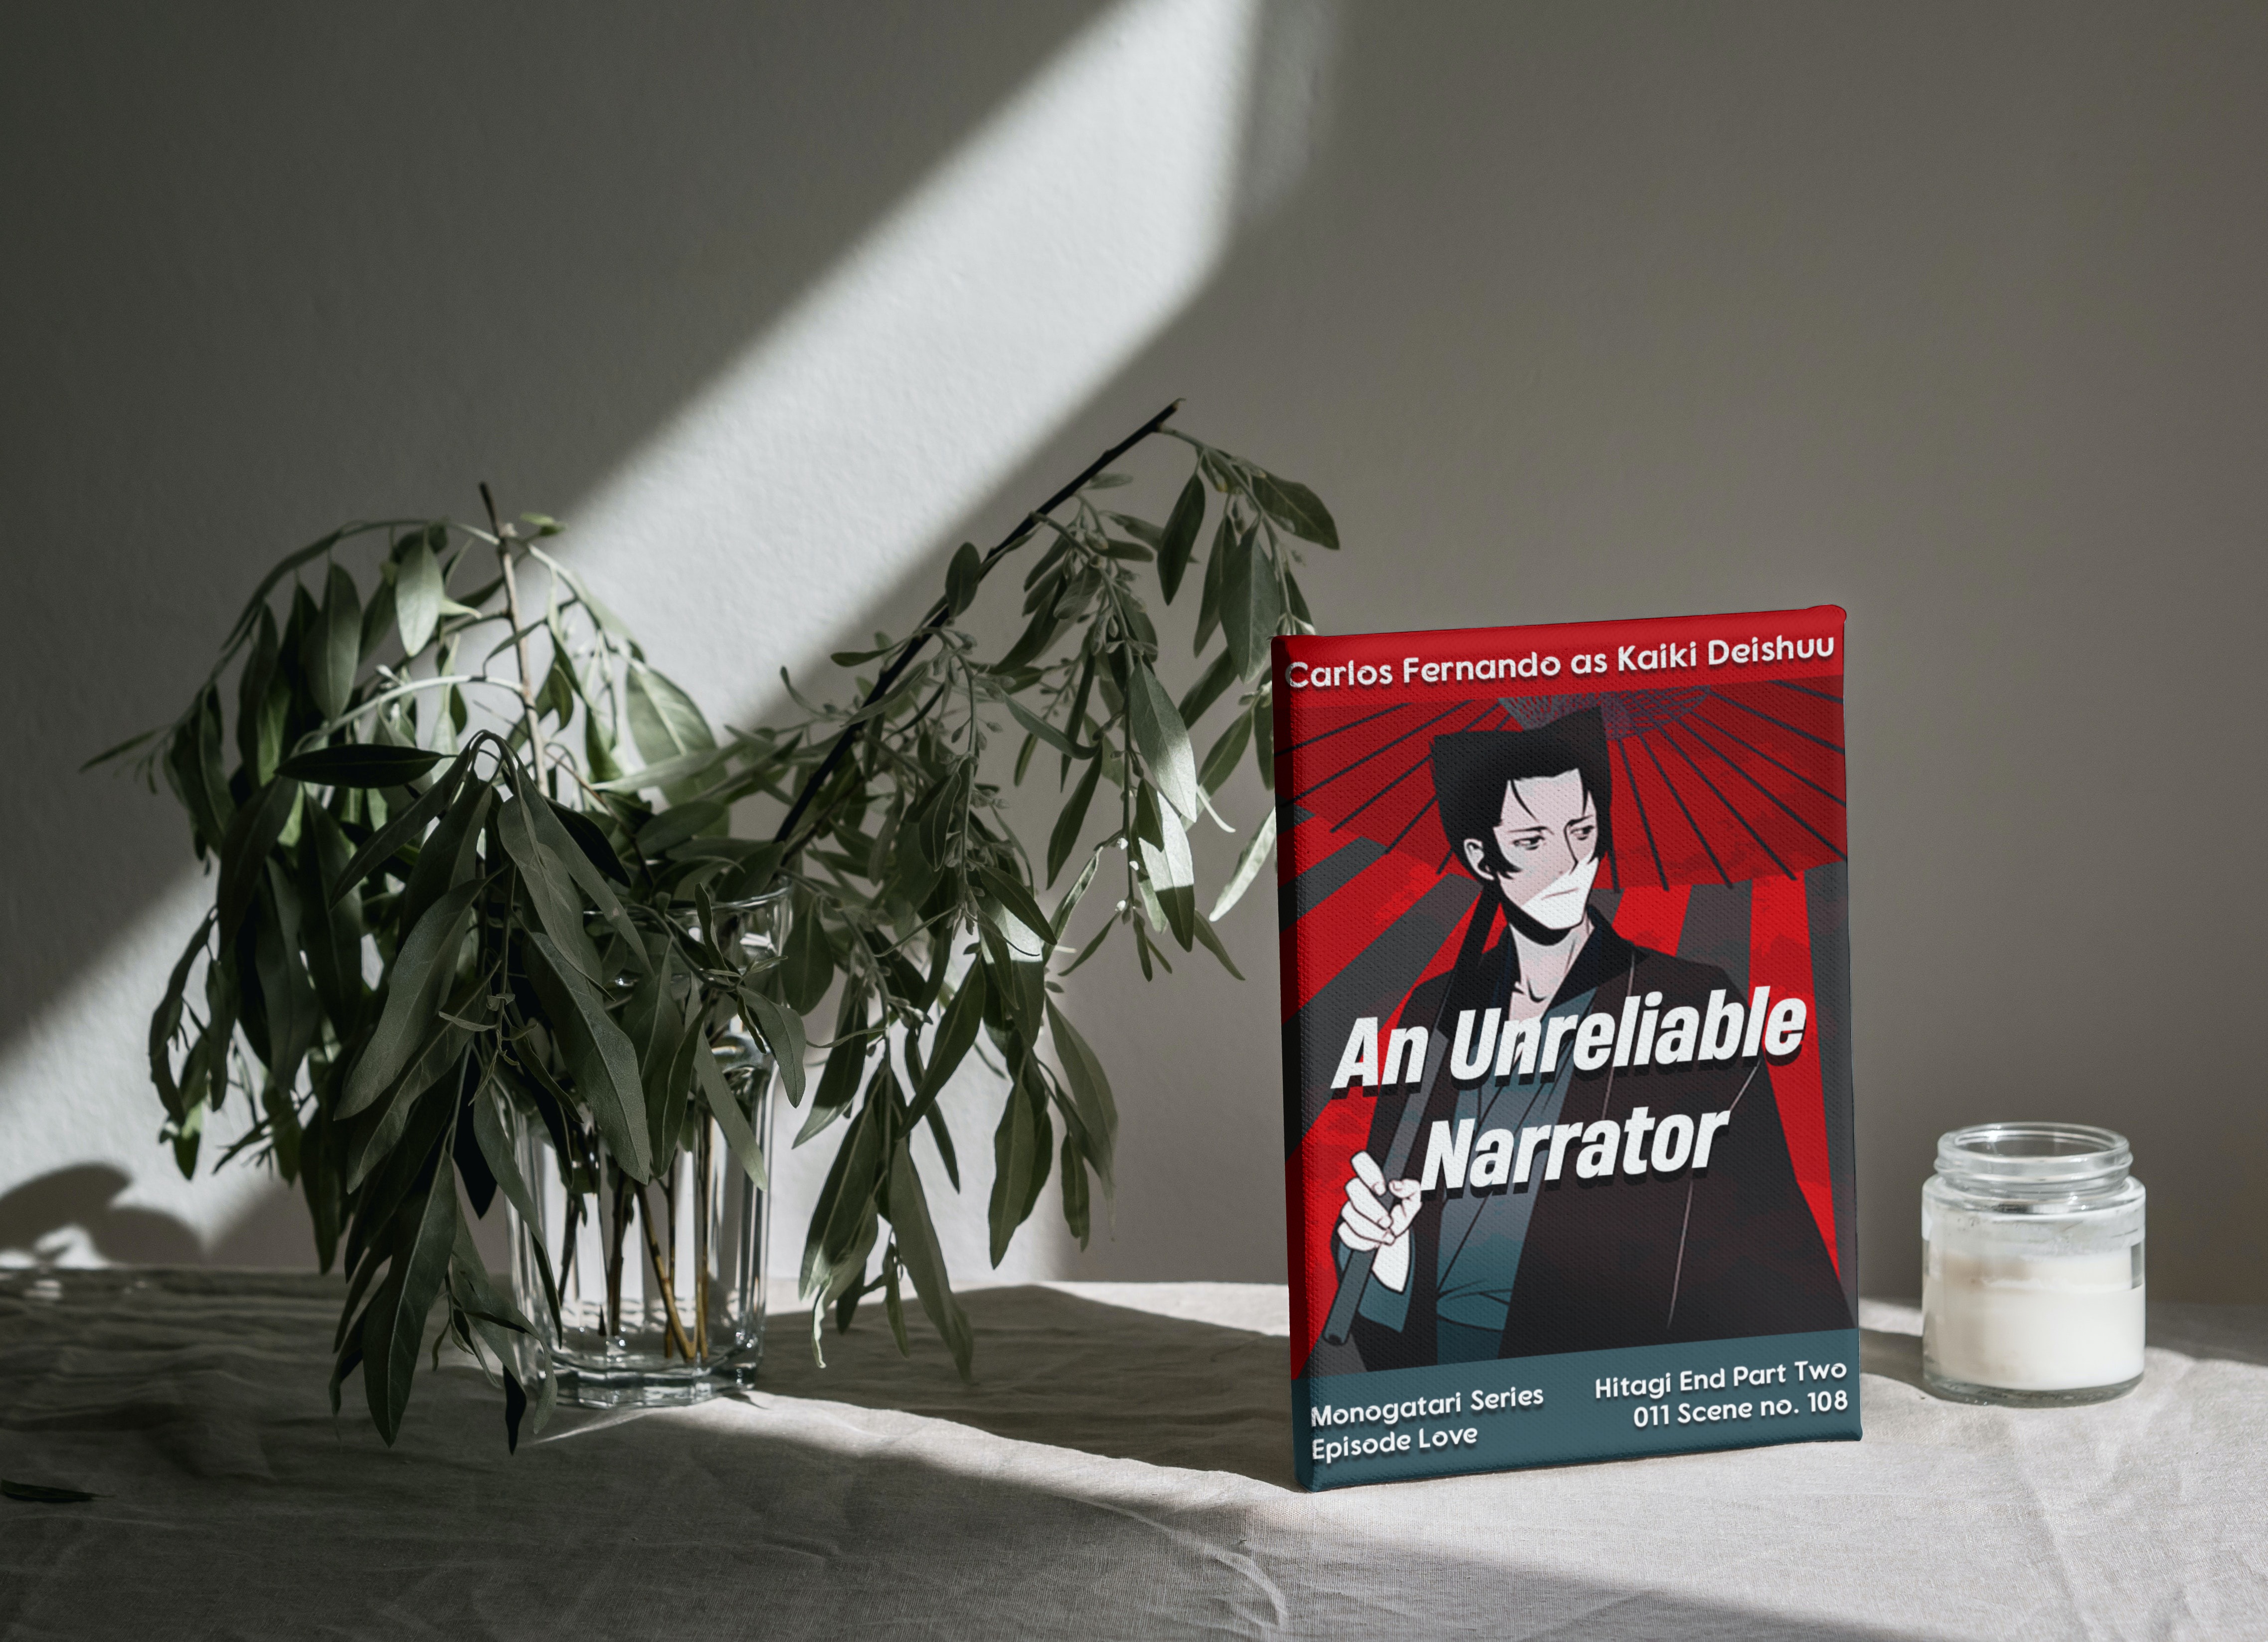 Carlos Fernando as Kaiki Deishuu
An Unreliable
Narrator
Monogatari Series
Episode Love
Hitagi End Part Two
011 Scene no. 108